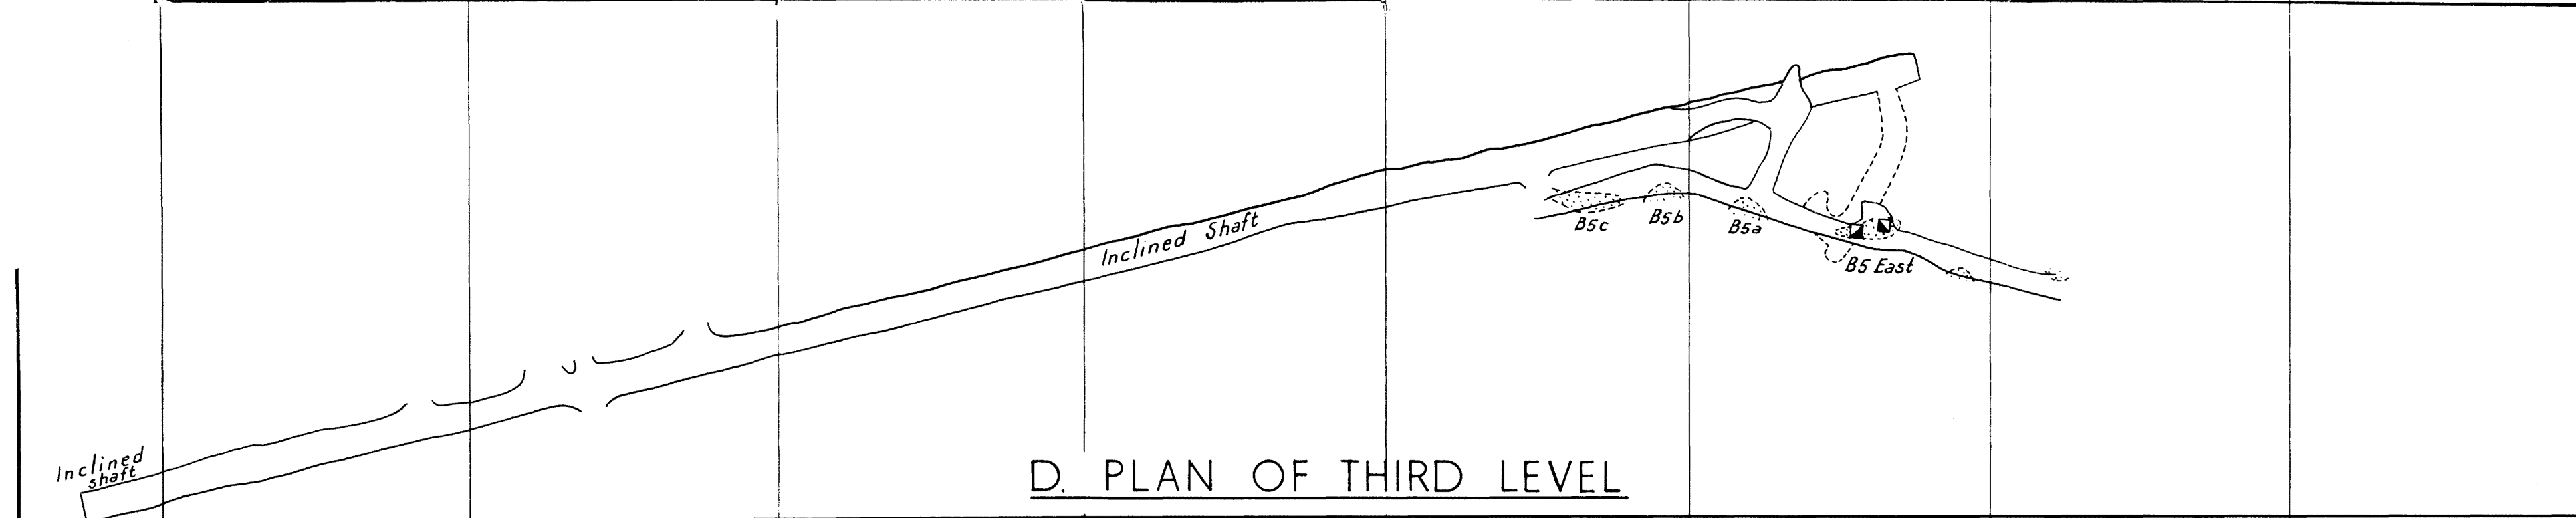 B5c
B5b
B5a
B5 East
Inclined Shaft
Inclined
shaft
D. PLAN OF THIRD LEVEL